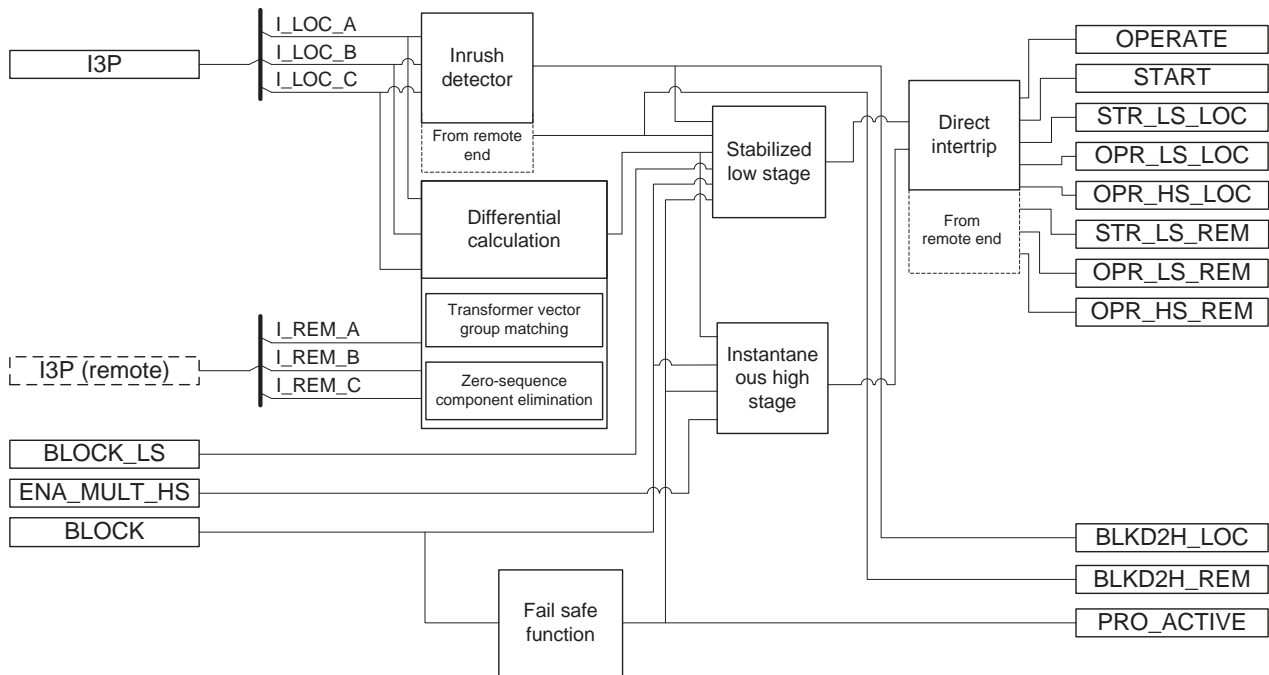 I3P
I_LOC_A
I_LOC_B
I_LOC_C
Inrush
detector
From remote
end
Differential
calculation
Transformer vector
group matching
Zero-sequence
component elimination
I3P (remote)
I_REM_A
I_REM_B
I_REM_C
BLOCK_LS
ENA_MULT_HS
BLOCK
Fail safe
function
Stabilized
low stage
Instantane
ous high
stage
Direct
intertrip
From
remote end
OPERATE
START
STR_LS_LOC
OPR_LS_LOC
OPR_HS_LOC
STR_LS_REM
OPR_LS_REM
OPR_HS_REM
BLKD2H_LOC
BLKD2H_REM
PRO_ACTIVE